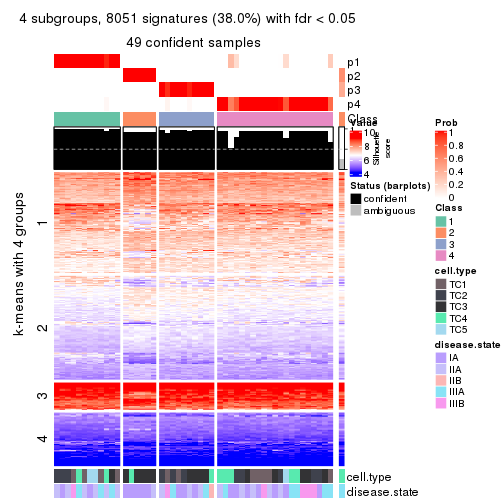 4 subgroups, 8051 signatures (38.0%) with fdr < 0.05
49 confident samples
p1
p2
p3
p4
Class
k-means with 4 groups
1
2
3
4
cell.type
disease.state
Value
10
8
6
4
1
Silhouette
score
Status (barplots)
confident
ambiguous
Prob
1
0.8
0.6
0.4
0.2
0
Class
1
2
3
4
cell.type
TC1
TC2
TC3
TC4
TC5
disease.state
IA
IIA
IIB
IIIA
IIIB